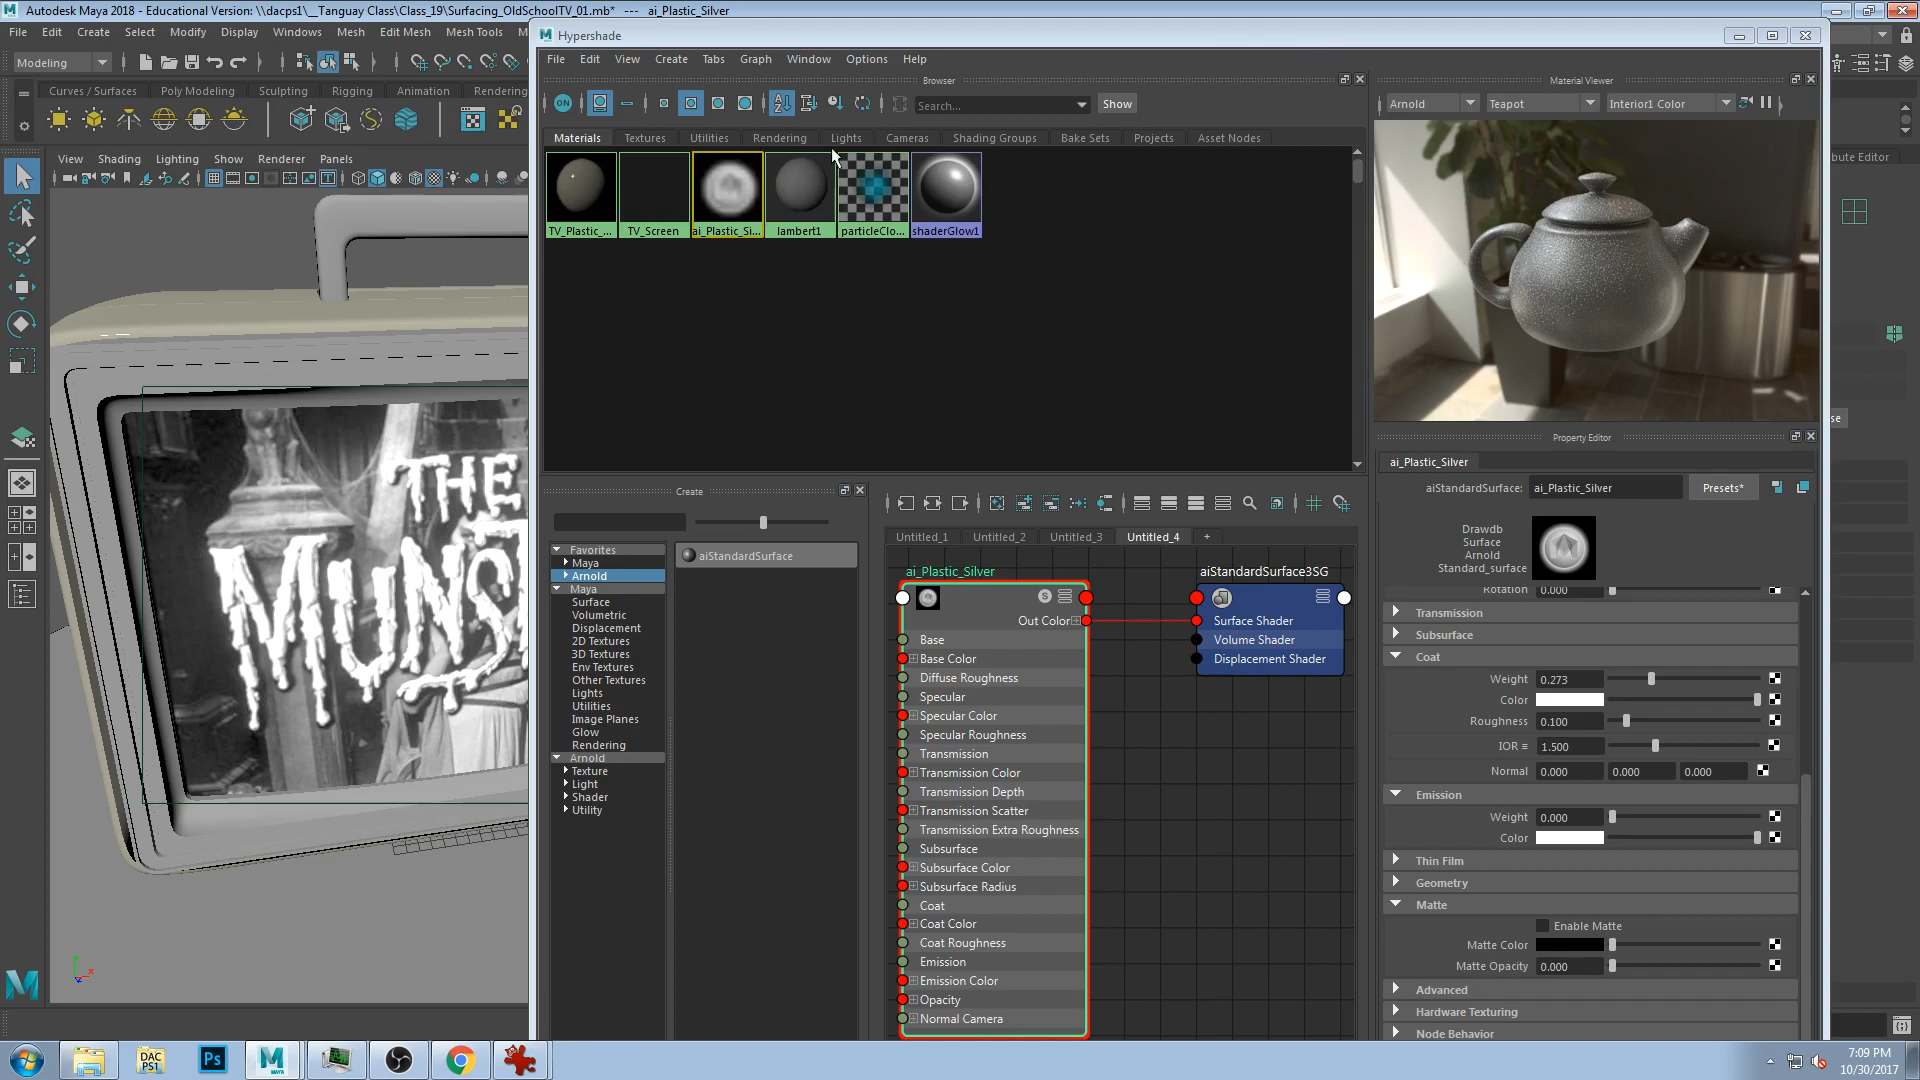 Autodesk Maya 2018 - Educational Version: \\dacps1\__Tanguay Class\Class_19\Surfacing_OldSchoolTV_01.mb* --- ai_Plastic_Silver
File Edit Create Select Modify Display Windows Mesh Edit Mesh Mesh Tools
Modeling
Curves / Surfaces Poly Modeling Sculpting Rigging Animation Rendering
View Shading Lighting Show Renderer Panels
THE
MUNS
Hypershade
File Edit View Create Tabs Graph Window Options Help
Browser
ON
Search... Show
Materials Textures Utilities Rendering Lights Cameras Shading Groups Bake Sets Projects Asset Nodes
TV_Plastic_... TV_Screen ai_Plastic_Si... lambert1 particleClo... shaderGlow1
Create
Favorites
Maya
Arnold
Maya
Surface
Volumetric
Displacement
2D Textures
3D Textures
Env Textures
Other Textures
Lights
Utilities
Image Planes
Glow
Rendering
Arnold
Texture
Light
Shader
Utility
aiStandardSurface
Untitled_1 Untitled_2 Untitled_3 Untitled_4 +
ai_Plastic_Silver
Out Color
Base
Base Color
Diffuse Roughness
Specular
Specular Color
Specular Roughness
Transmission
Transmission Color
Transmission Depth
Transmission Scatter
Transmission Extra Roughness
Subsurface
Subsurface Color
Subsurface Radius
Coat
Coat Color
Coat Roughness
Emission
Emission Color
Opacity
Normal Camera
aiStandardSurface3SG
Surface Shader
Volume Shader
Displacement Shader
Material Viewer
Arnold Teapot Interior1 Color
Property Editor
ai_Plastic_Silver
aiStandardSurface: ai_Plastic_Silver Presets*
Drawdb
Surface
Arnold
Standard_surface
Rotation 0.000
Transmission
Subsurface
Coat
Weight 0.273
Color
Roughness 0.100
IOR 1.500
Normal 0.000 0.000 0.000
Emission
Weight 0.000
Color
Thin Film
Geometry
Matte
Enable Matte
Matte Color
Matte Opacity 0.000
Advanced
Hardware Texturing
Node Behavior
bute Editor
se
DAC
PS1
Ps
MAYA
7:09 PM
10/30/2017